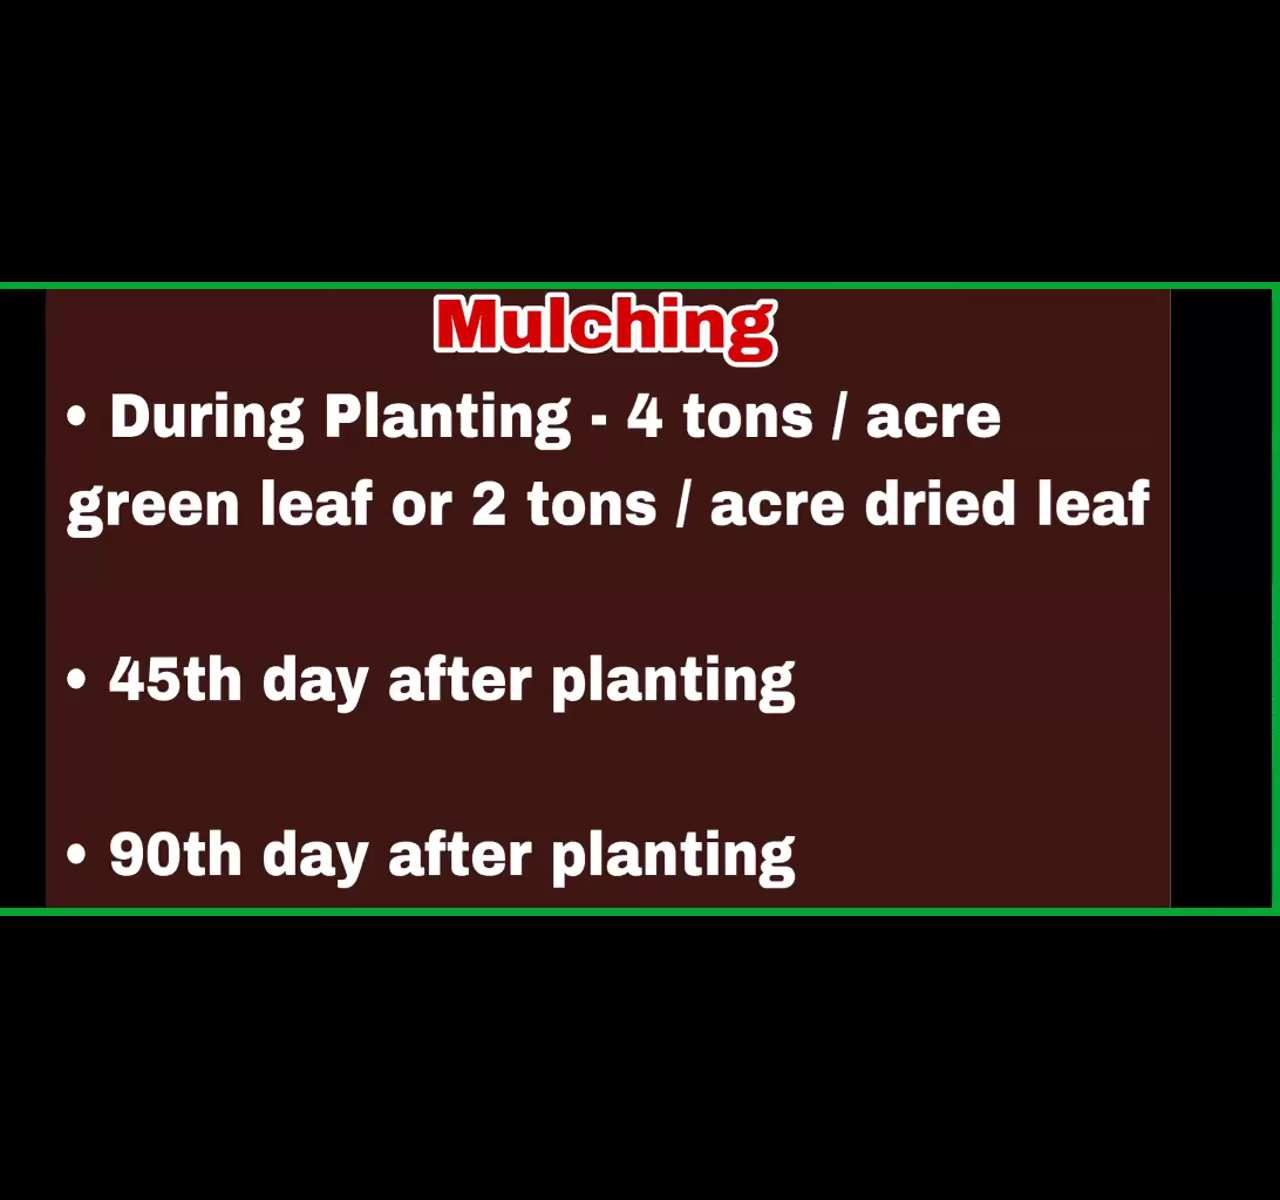 Mulching
• During Planting - 4 tons / acre
green leaf or 2 tons / acre dried leaf
• 45th day after planting
• 90th day after planting